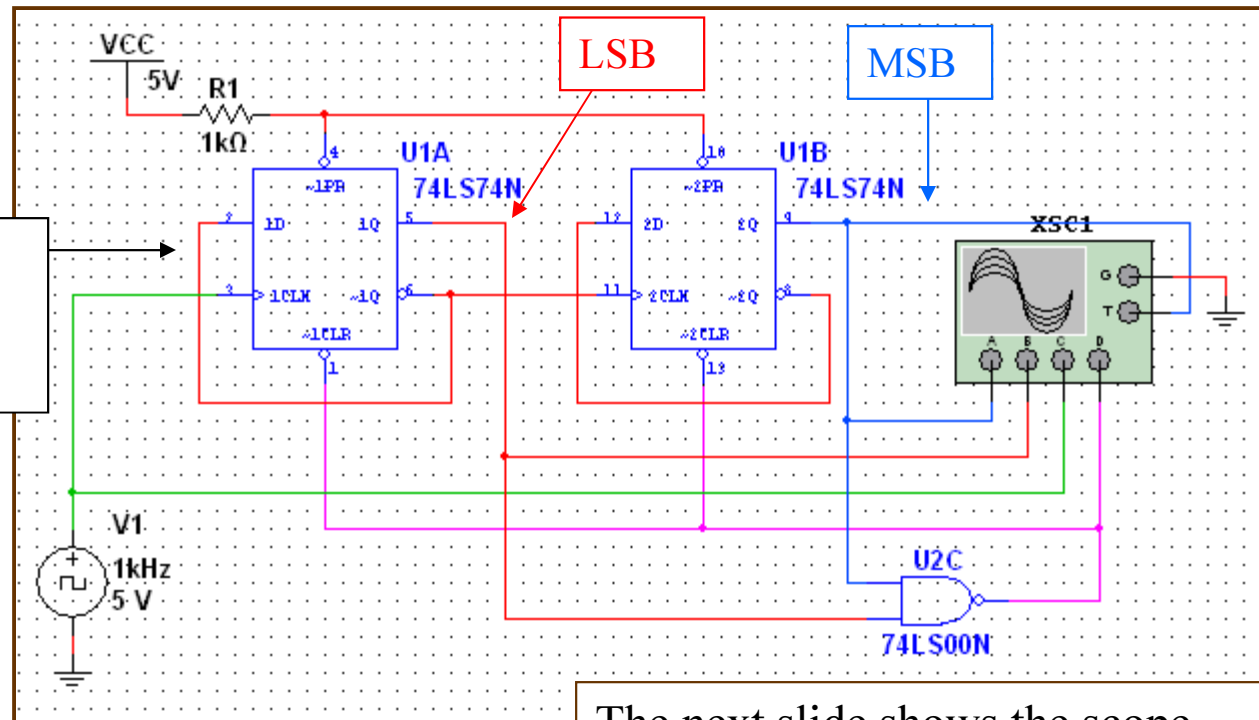 VCC
5V
R1
1kΩ
LSB
MSB
4
U1A
74LS74N
~1PR
2
1D
1Q
5
3
1CLK
~1Q
6
~1CLR
1
10
U1B
74LS74N
~2PR
12
2D
2Q
9
11
2CLK
~2Q
8
~2CLR
13
XSC1
G
T
A
B
C
D
V1
1kHz
5 V
U2C
74LS00N
The next slide shows the scope